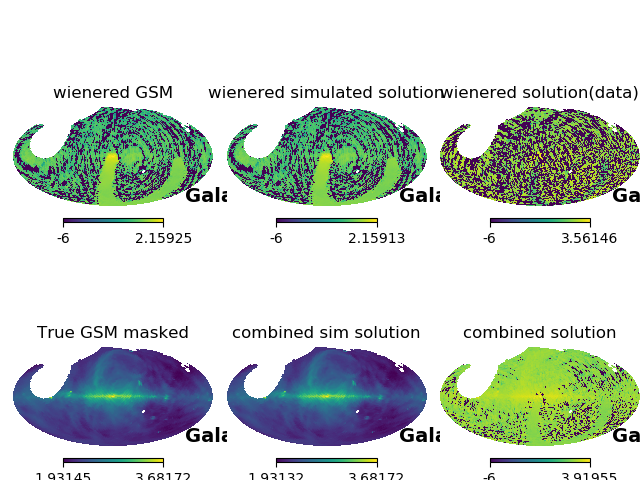 wienered GSM
wienered simulated solution
wienered solution(data)
Gala
Gala
Ga
-6 2.15925
-6 2.15913
-6 3.56146
True GSM masked
combined sim solution
combined solution
Gala
Gala
Ga
1.93145 3.68172
1.93132 3.68172
-6 3.91955